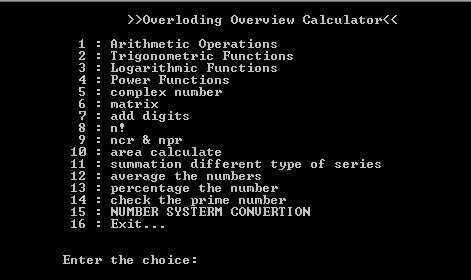 >>Overloding Overview Calculator<<
1 : Arithmetic Operations
2 : Trigonometric Functions
3 : Logarithmic Functions
4 : Power Functions
5 : complex number
6 : matrix
7 : add digits
8 : n!
9 : ncr & npr
10 : area calculate
11 : summation different type of series
12 : average the numbers
13 : percentage the number
14 : check the prime number
15 : NUMBER SYSTERM CONVERTION
16 : Exit...
Enter the choice: